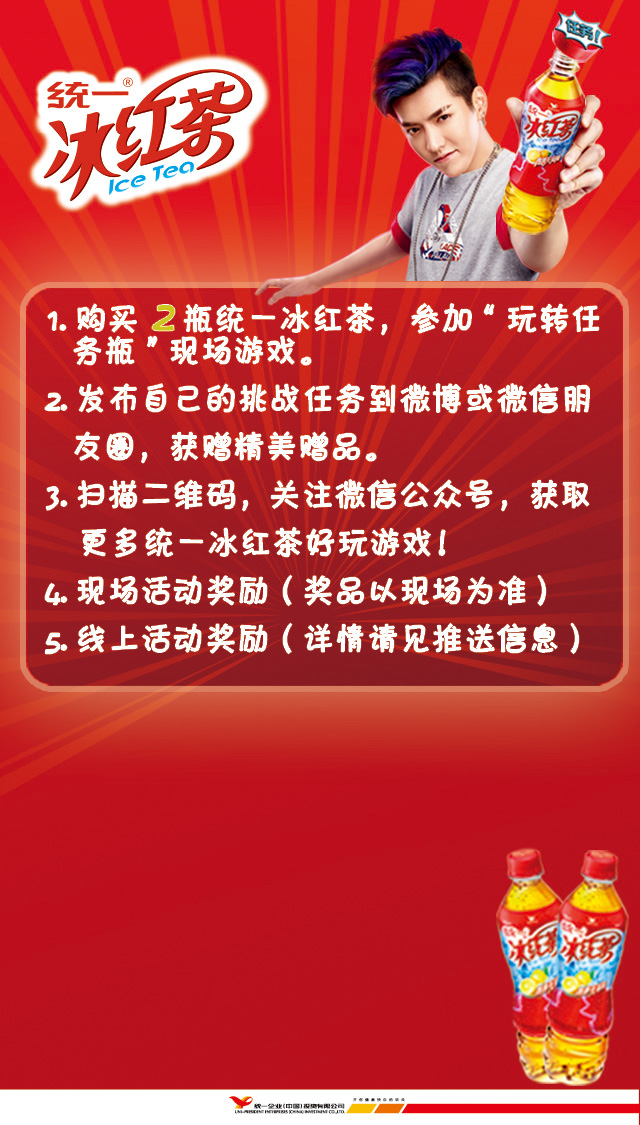 任务!
统一®
冰红茶
Ice Tea
统一
冰红茶
Ice Tea
1. 购买 2 瓶统一冰红茶，参加“玩转任
务瓶”现场游戏。
2. 发布自己的挑战任务到微博或微信朋
友圈，获赠精美赠品。
3. 扫描二维码，关注微信公众号，获取
更多统一冰红茶好玩游戏！
4. 现场活动奖励（奖品以现场为准）
5. 线上活动奖励（详情请见推送信息）
统一
冰红茶
冰红茶
统一企业(中国)投资有限公司
UNI-PRESIDENT ENTERPRISES (CHINA) INVESTMENT CO.,LTD.